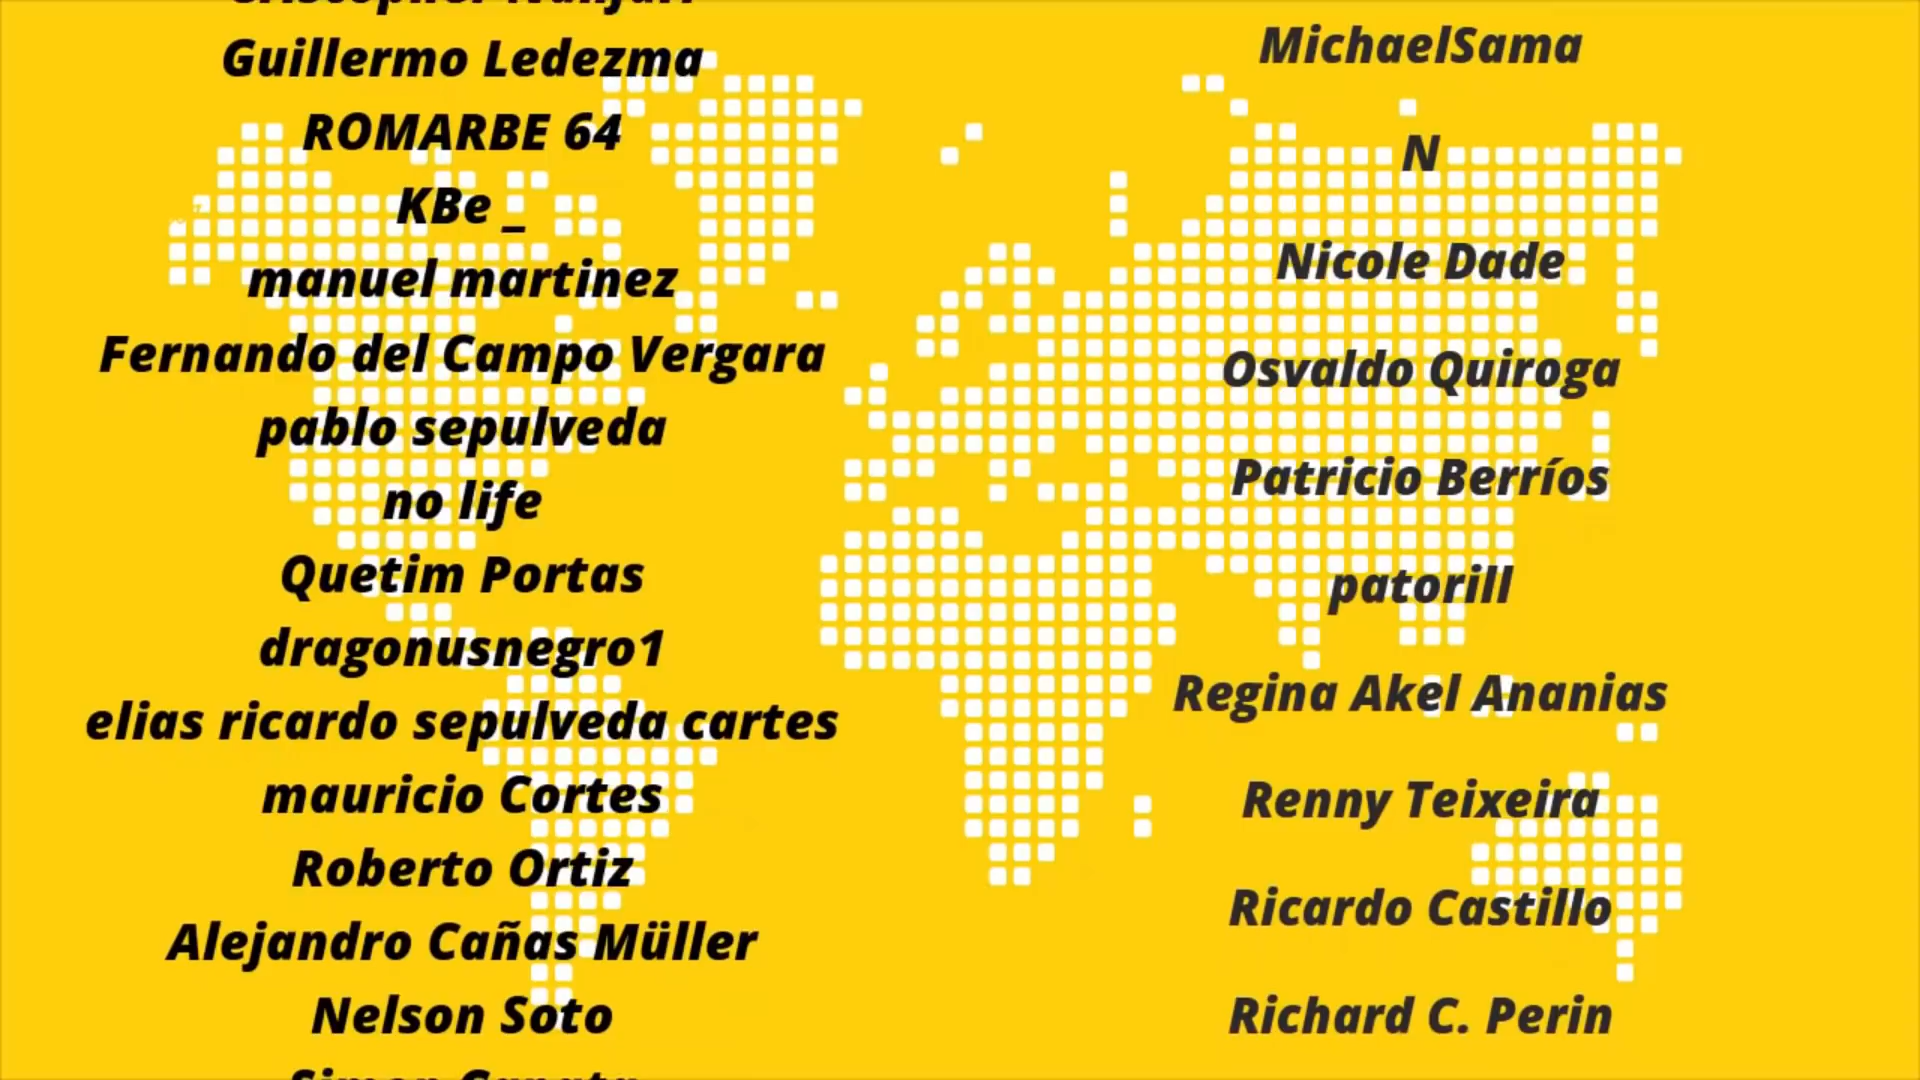 Guillermo Ledezma
ROMARBE 64
KBe _
manuel martinez
Fernando del Campo Vergara
pablo sepulveda
no life
Quetim Portas
dragonusnegro1
elias ricardo sepulveda cartes
mauricio Cortes
Roberto Ortiz
Alejandro Cañas Müller
Nelson Soto
MichaelSama
N
Nicole Dade
Osvaldo Quiroga
Patricio Berríos
patorill
Regina Akel Ananias
Renny Teixeira
Ricardo Castillo
Richard C. Perin